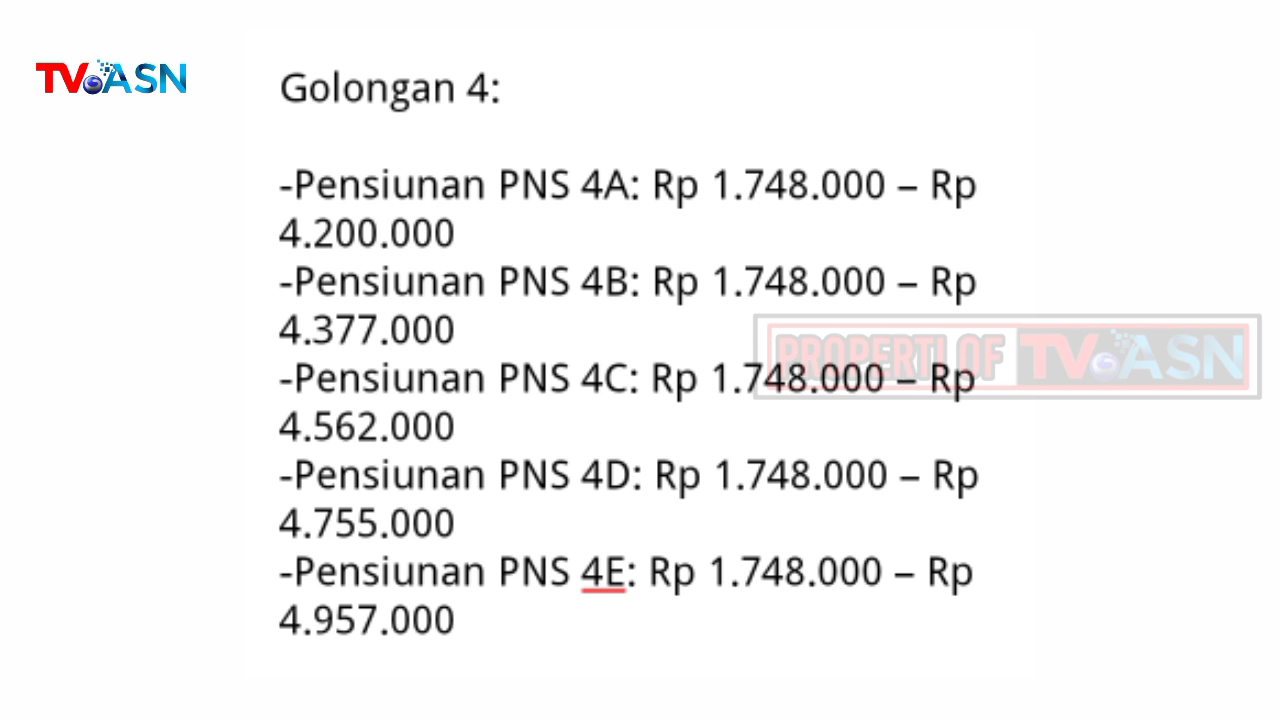 TV ASN
Golongan 4:
-Pensiunan PNS 4A: Rp 1.748.000 – Rp
4.200.000
-Pensiunan PNS 4B: Rp 1.748.000 – Rp
4.377.000
PROPERTI OF TV ASN
-Pensiunan PNS 4C: Rp 1.748.000 – Rp
4.562.000
-Pensiunan PNS 4D: Rp 1.748.000 – Rp
4.755.000
-Pensiunan PNS 4E: Rp 1.748.000 – Rp
4.957.000